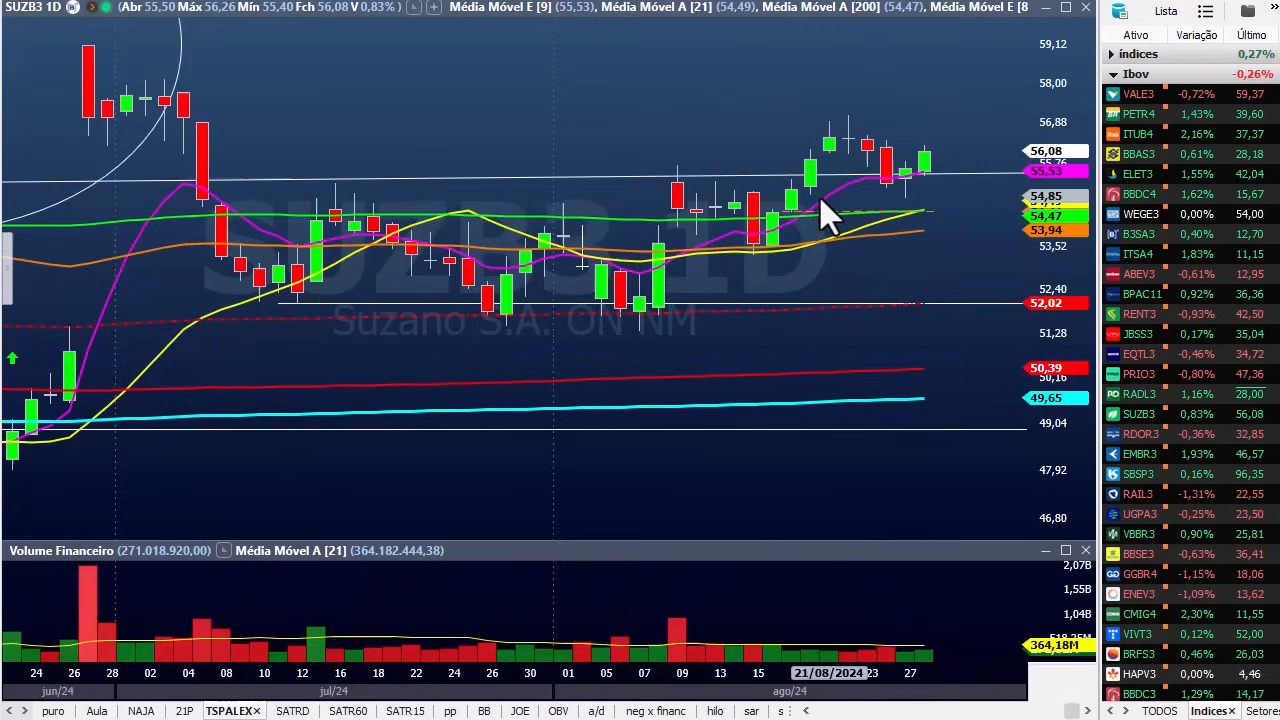 SUZB3 1D (Abr 55,50 Máx 56,26 Mín 55,40 Fch 56,08 V 0,83% ) Média Móvel E [9] (55,53), Média Móvel A [21] (54,49), Média Móvel A [200] (54,47), Média Móvel E [8
59,12
58,00
56,88
56,08
55,76
55,53
54,85
54,47
53,94
53,52
52,40
52,02
51,28
50,39
50,16
49,65
49,04
47,92
46,80
SUZB3 1D
Suzano S.A. ON NM
Volume Financeiro (271.018.920,00) Média Móvel A [21] (364.182.444,38)
2,07B
1,55B
1,04B
518,25M
364,18M
24 26 28 02 04 08 10 12 16 18 22 24 26 30 01 05 07 09 13 15 21/08/2024 23 27
jun/24 jul/24 ago/24
puro Aula NAJA 21P TSPALEX SATRD SATR60 SATR15 pp BB JOE OBV a/d neg x financ hilo sar s
Lista
Ativo Variação Último
índices 0,27%
Ibov -0,26%
VALE3 -0,72% 59,37
PETR4 1,43% 39,60
ITUB4 2,16% 37,37
BBAS3 0,61% 28,18
ELET3 1,55% 42,04
BBDC4 1,62% 15,67
WEGE3 0,00% 54,00
B3SA3 0,40% 12,70
ITSA4 1,83% 11,15
ABEV3 -0,61% 12,95
BPAC11 0,92% 36,36
RENT3 -0,93% 42,50
JBSS3 0,17% 35,04
EQTL3 -0,46% 34,72
PRIO3 -0,80% 47,36
RADL3 1,16% 28,00
SUZB3 0,83% 56,08
RDOR3 -0,36% 32,85
EMBR3 1,93% 46,57
SBSP3 0,16% 96,35
RAIL3 -1,31% 22,55
UGPA3 -0,25% 23,50
VBBR3 0,90% 25,81
BBSE3 -0,63% 36,41
GGBR4 -1,15% 18,06
ENEV3 -1,09% 13,62
CMIG4 2,30% 11,55
VIVT3 0,12% 52,00
BRFS3 0,46% 26,03
HAPV3 0,00% 4,46
BBDC3 1,29% 14,17
TODOS Indices Setores